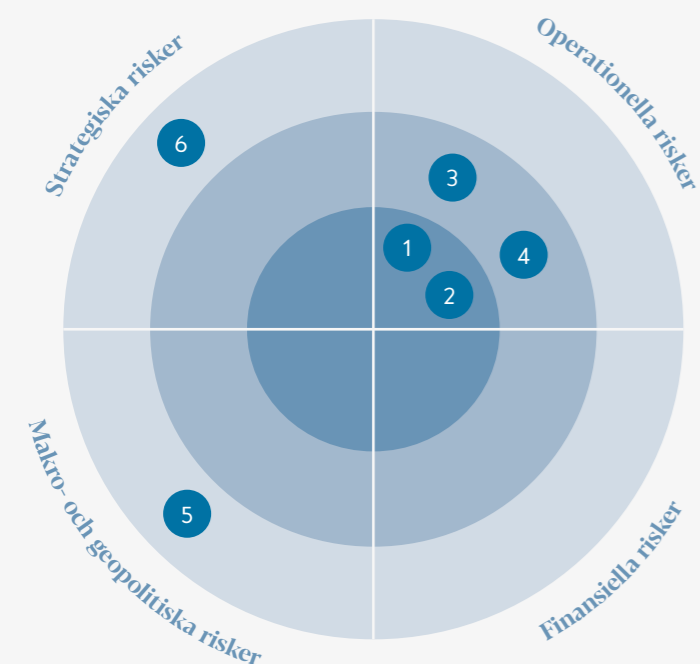 Strategiska risker
Operationella risker
6
3
1
4
2
5
Makro- och geopolitiska risker
Finansiella risker